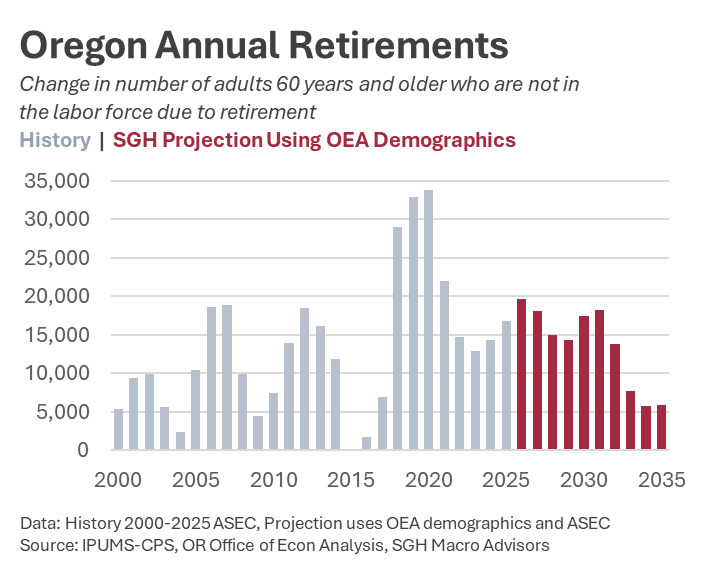 Oregon Annual Retirements
Change in number of adults 60 years and older who are not in
the labor force due to retirement
History | SGH Projection Using OEA Demographics
35,000
30,000
25,000
20,000
15,000
10,000
5,000
0
2000 2005 2010 2015 2020 2025 2030 2035
Data: History 2000-2025 ASEC, Projection uses OEA demographics and ASEC
Source: IPUMS-CPS, OR Office of Econ Analysis, SGH Macro Advisors